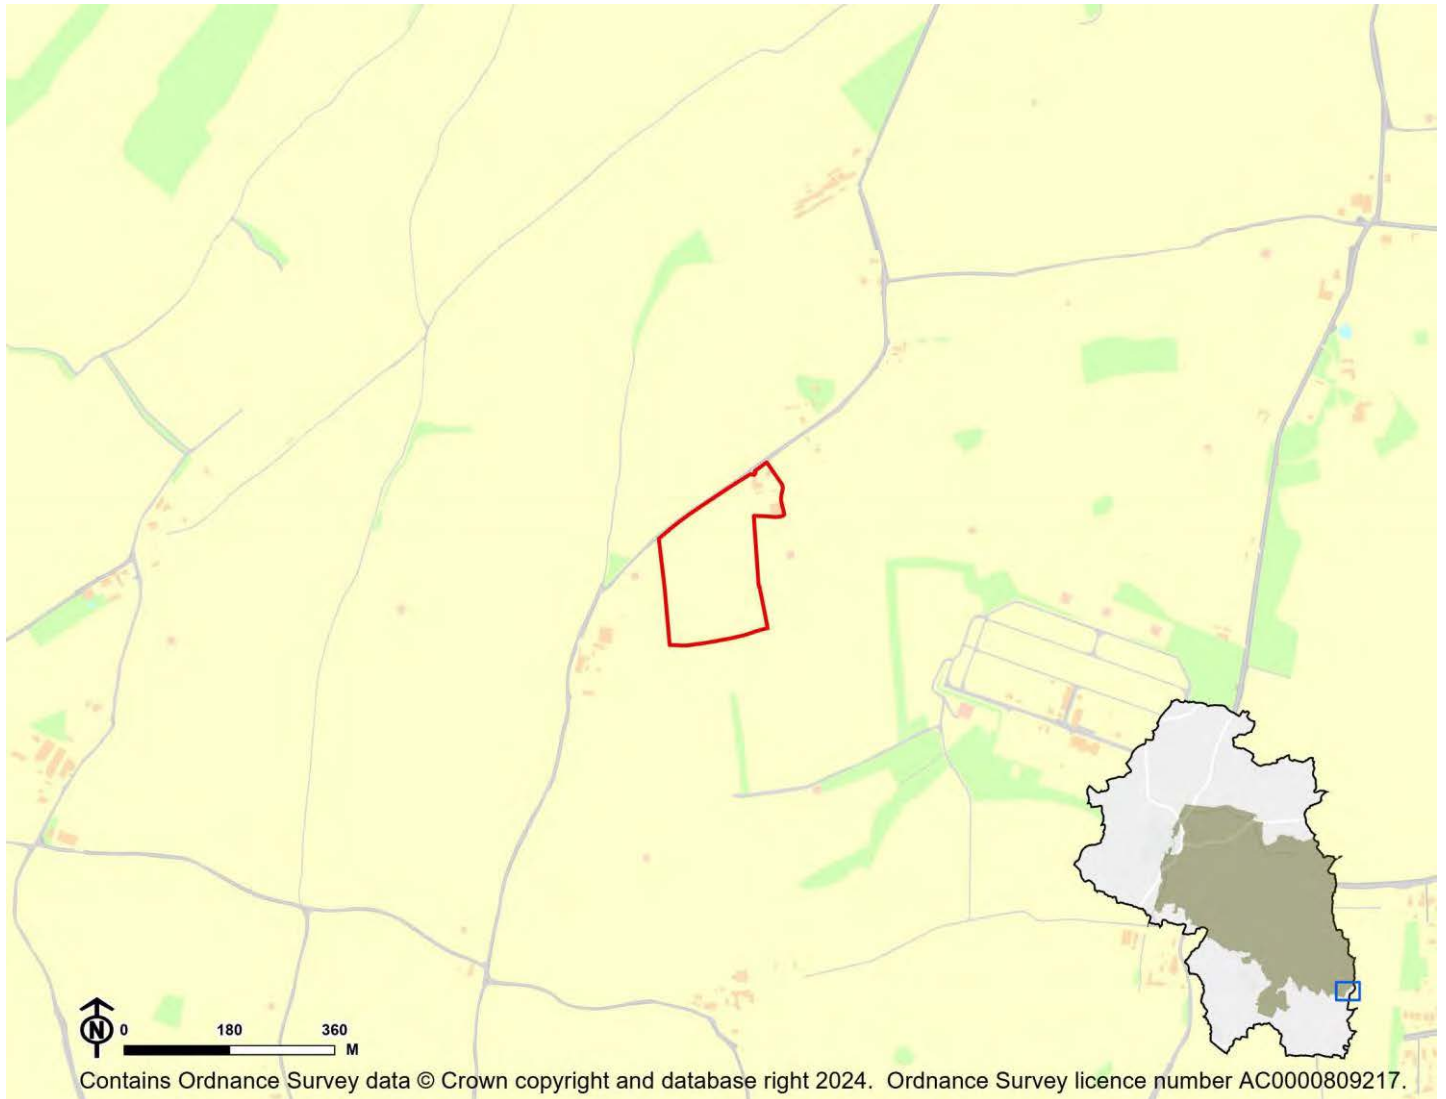 N
0 180 360
M
Contains Ordnance Survey data © Crown copyright and database right 2024. Ordnance Survey licence number AC0000809217.